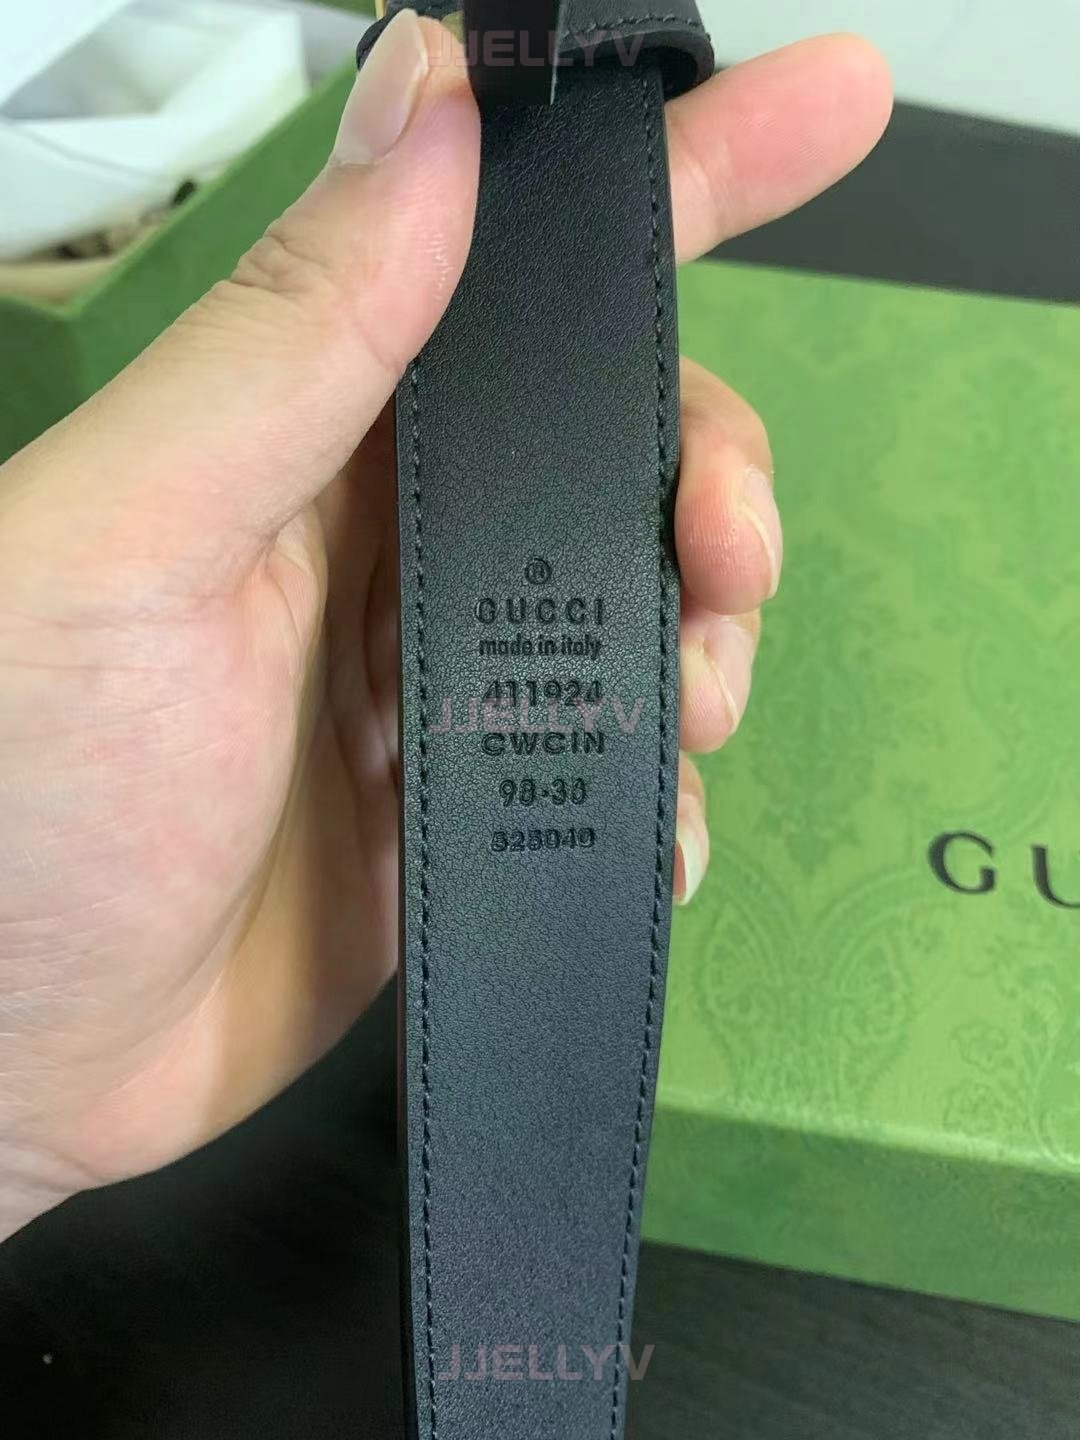 JJELLYV
®
GUCCI
made in italy
411924
JJELLYV
CWCIN
98·38
525040
GU
JJELLYV